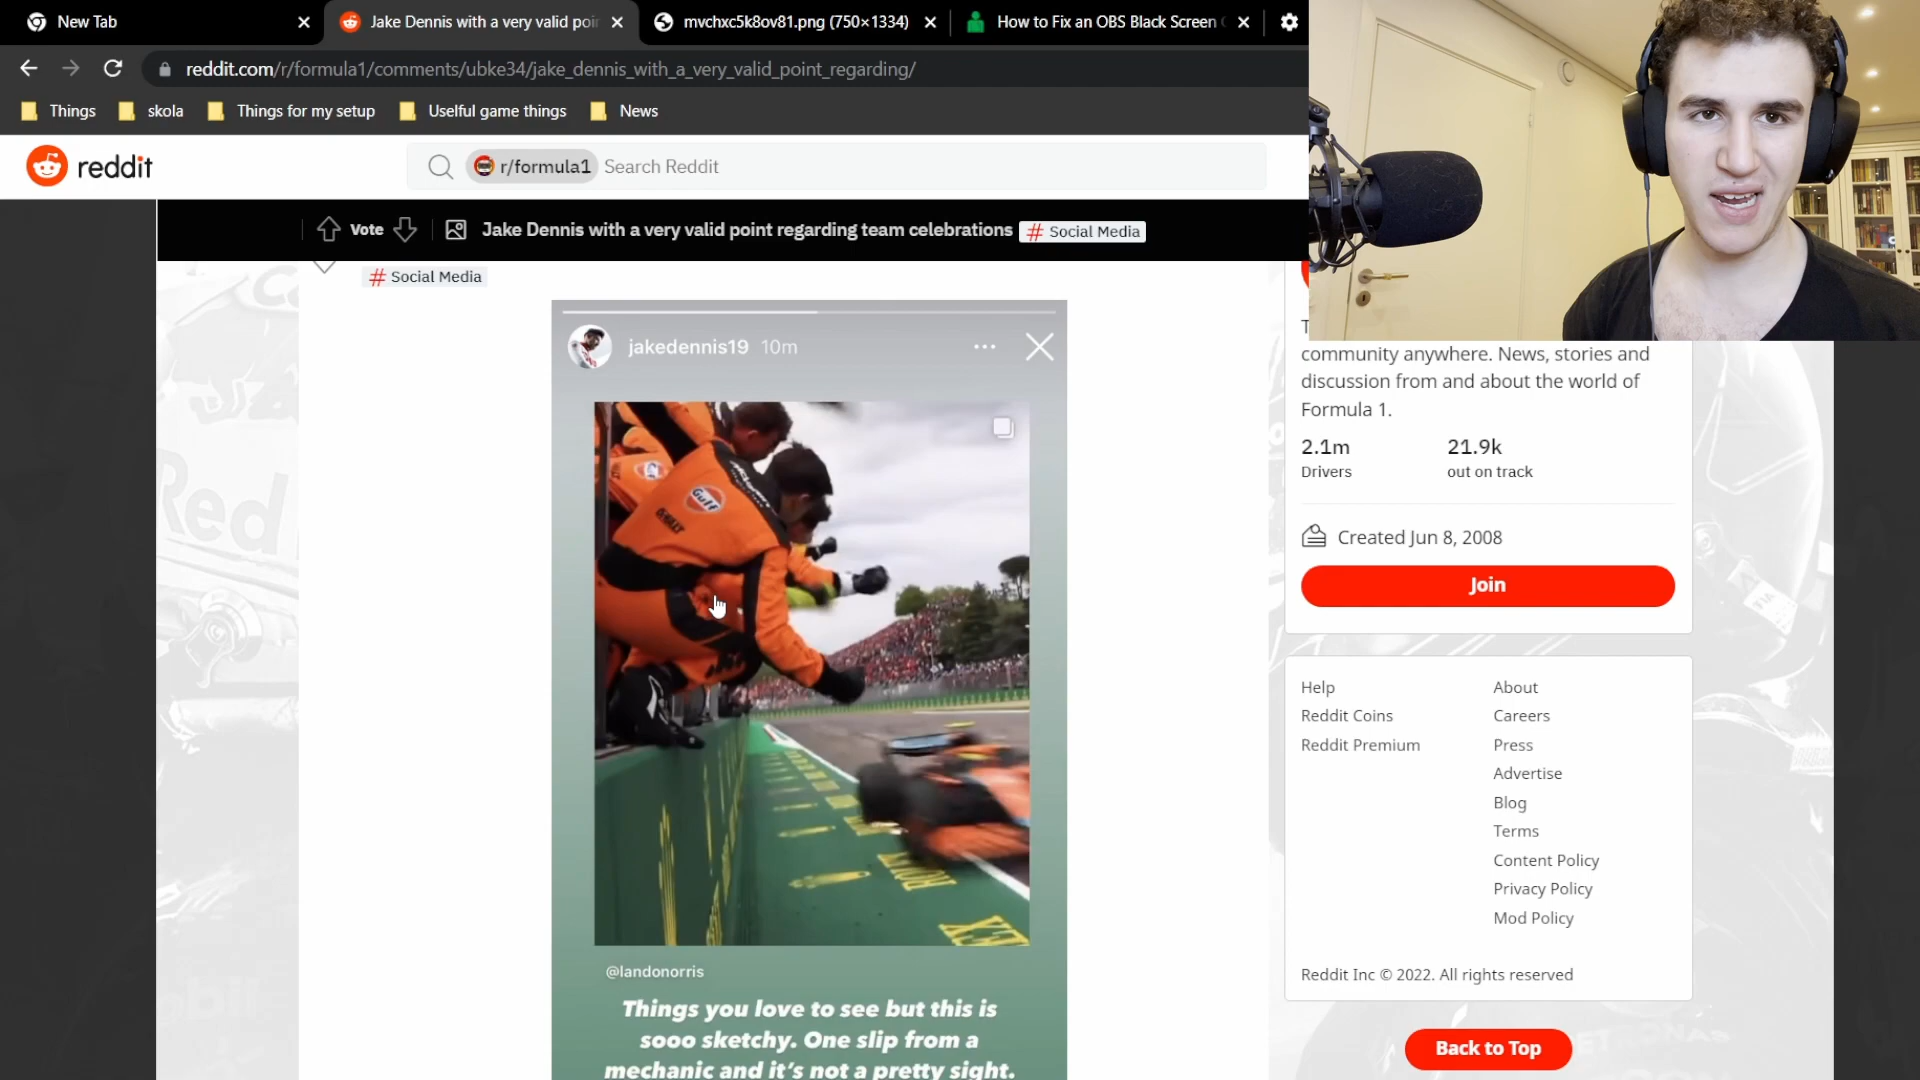 New Tab
Jake Dennis with a very valid poin
mvchxc5k8ov81.png (750×1334)
How to Fix an OBS Black Screen
reddit.com/r/formula1/comments/ubke34/jake_dennis_with_a_very_valid_point_regarding/
Things
skola
Things for my setup
Uselful game things
News
reddit
r/formula1
Search Reddit
Vote
Jake Dennis with a very valid point regarding team celebrations
# Social Media
# Social Media
jakedennis19 10m
Gulf
DEWALT
ROLEX
@landonorris
Things you love to see but this is
sooo sketchy. One slip from a
mechanic and it's not a pretty sight.
community anywhere. News, stories and
discussion from and about the world of
Formula 1.
2.1m
21.9k
Drivers
out on track
Created Jun 8, 2008
Join
Help
About
Reddit Coins
Careers
Reddit Premium
Press
Advertise
Blog
Terms
Content Policy
Privacy Policy
Mod Policy
Reddit Inc © 2022. All rights reserved
Back to Top
Red